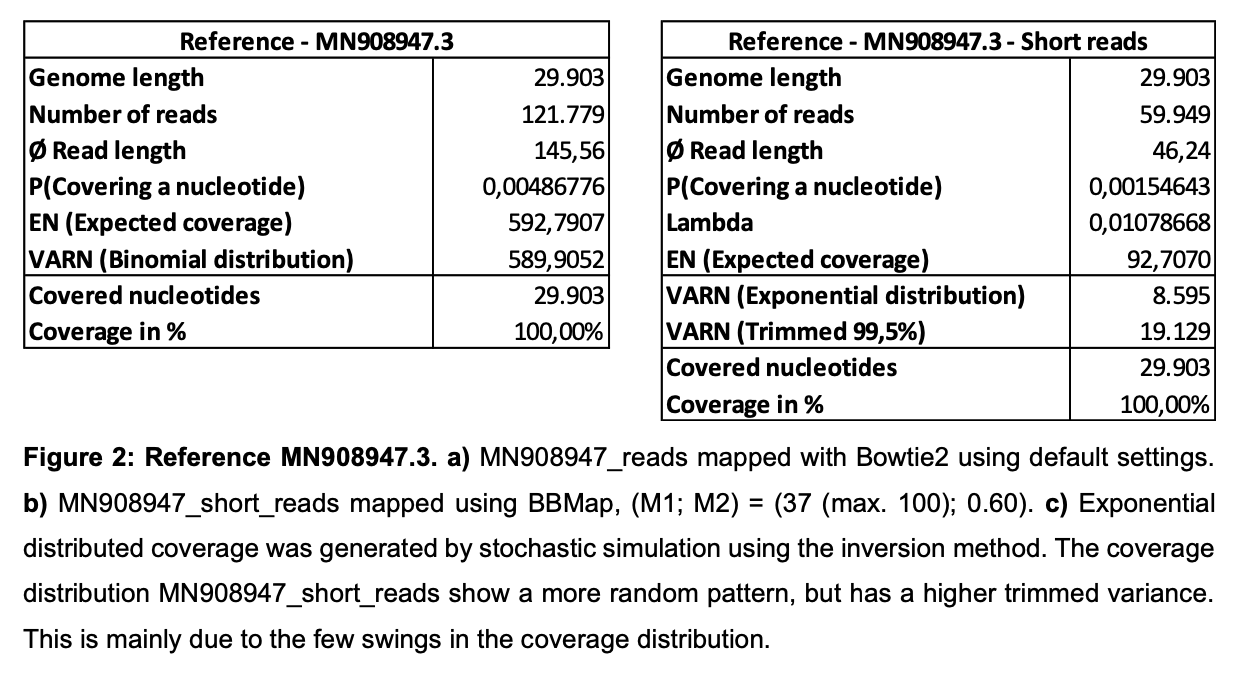 Reference - MN908947.3
Genome length 29.903
Number of reads 121.779
Ø Read length 145,56
P(Covering a nucleotide) 0,00486776
EN (Expected coverage) 592,7907
VARN (Binomial distribution) 589,9052
Covered nucleotides 29.903
Coverage in % 100,00%
Reference - MN908947.3 - Short reads
Genome length 29.903
Number of reads 59.949
Ø Read length 46,24
P(Covering a nucleotide) 0,00154643
Lambda 0,01078668
EN (Expected coverage) 92,7070
VARN (Exponential distribution) 8.595
VARN (Trimmed 99,5%) 19.129
Covered nucleotides 29.903
Coverage in % 100,00%
Figure 2: Reference MN908947.3. a) MN908947_reads mapped with Bowtie2 using default settings.
b) MN908947_short_reads mapped using BBMap, (M1; M2) = (37 (max. 100); 0.60). c) Exponential
distributed coverage was generated by stochastic simulation using the inversion method. The coverage
distribution MN908947_short_reads show a more random pattern, but has a higher trimmed variance.
This is mainly due to the few swings in the coverage distribution.